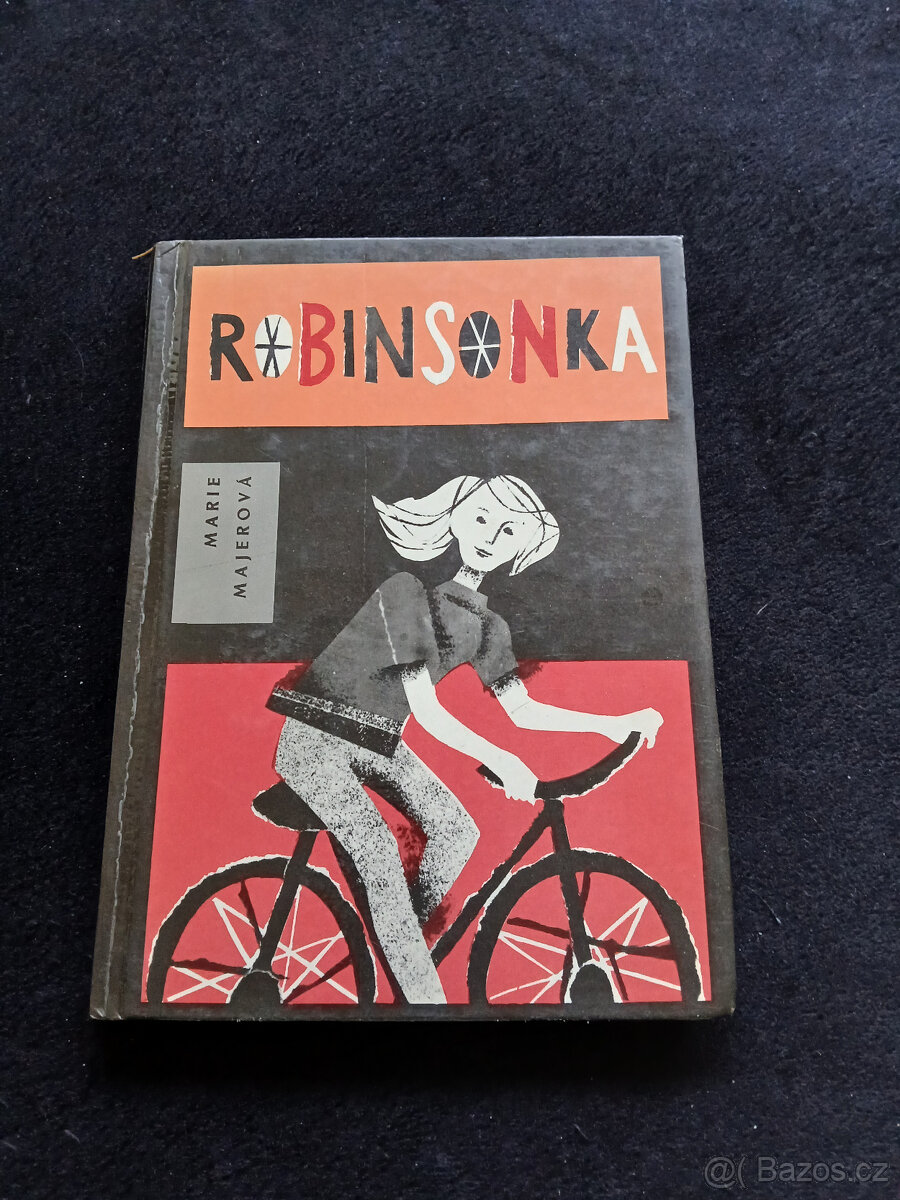 ROBINSONKA
MARIE
MAJEROVÁ
@( Bazos.cz